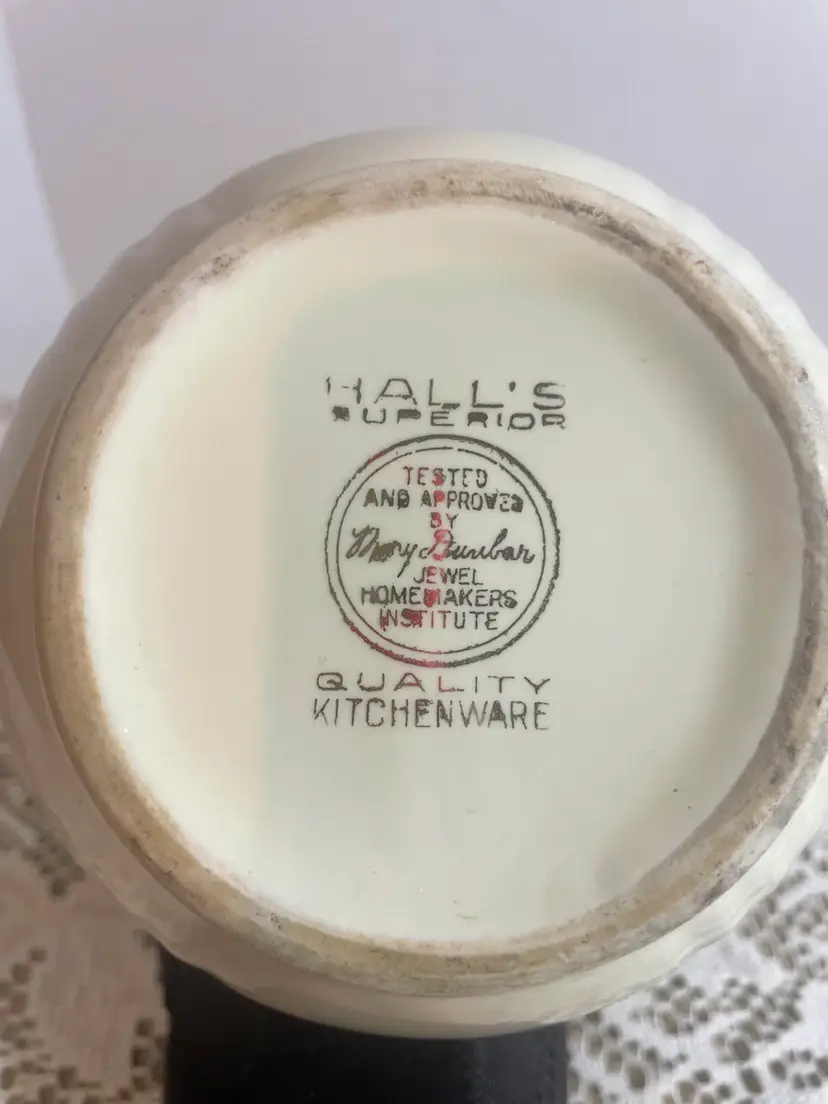 HALL'S
SUPERIOR
TESTED
AND APPROVED
BY
Mary Dunbar
JEWEL
HOMEMAKERS
INSTITUTE
QUALITY
KITCHENWARE